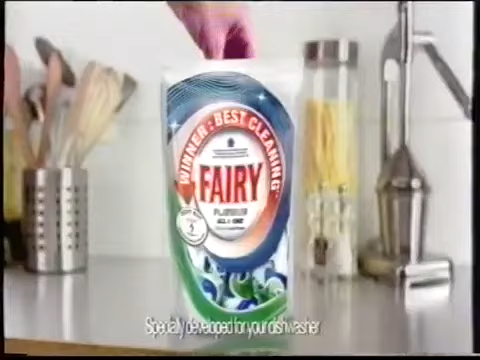 WINNER: BEST CLEANING
FAIRY
PLATINUM
ALL IN ONE
Specially developed for your dishwasher